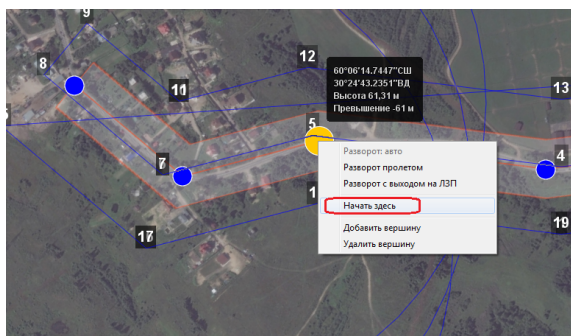 9
8
11
12
13
60°06'14.7447"СШ
30°24'43.2351"ВД
Высота 61,31 м
Превышение -61 м
5
4
7
1
17
19
Разворот: авто
Разворот пролетом
Разворот с выходом на ЛЗП
Начать здесь
Добавить вершину
Удалить вершину